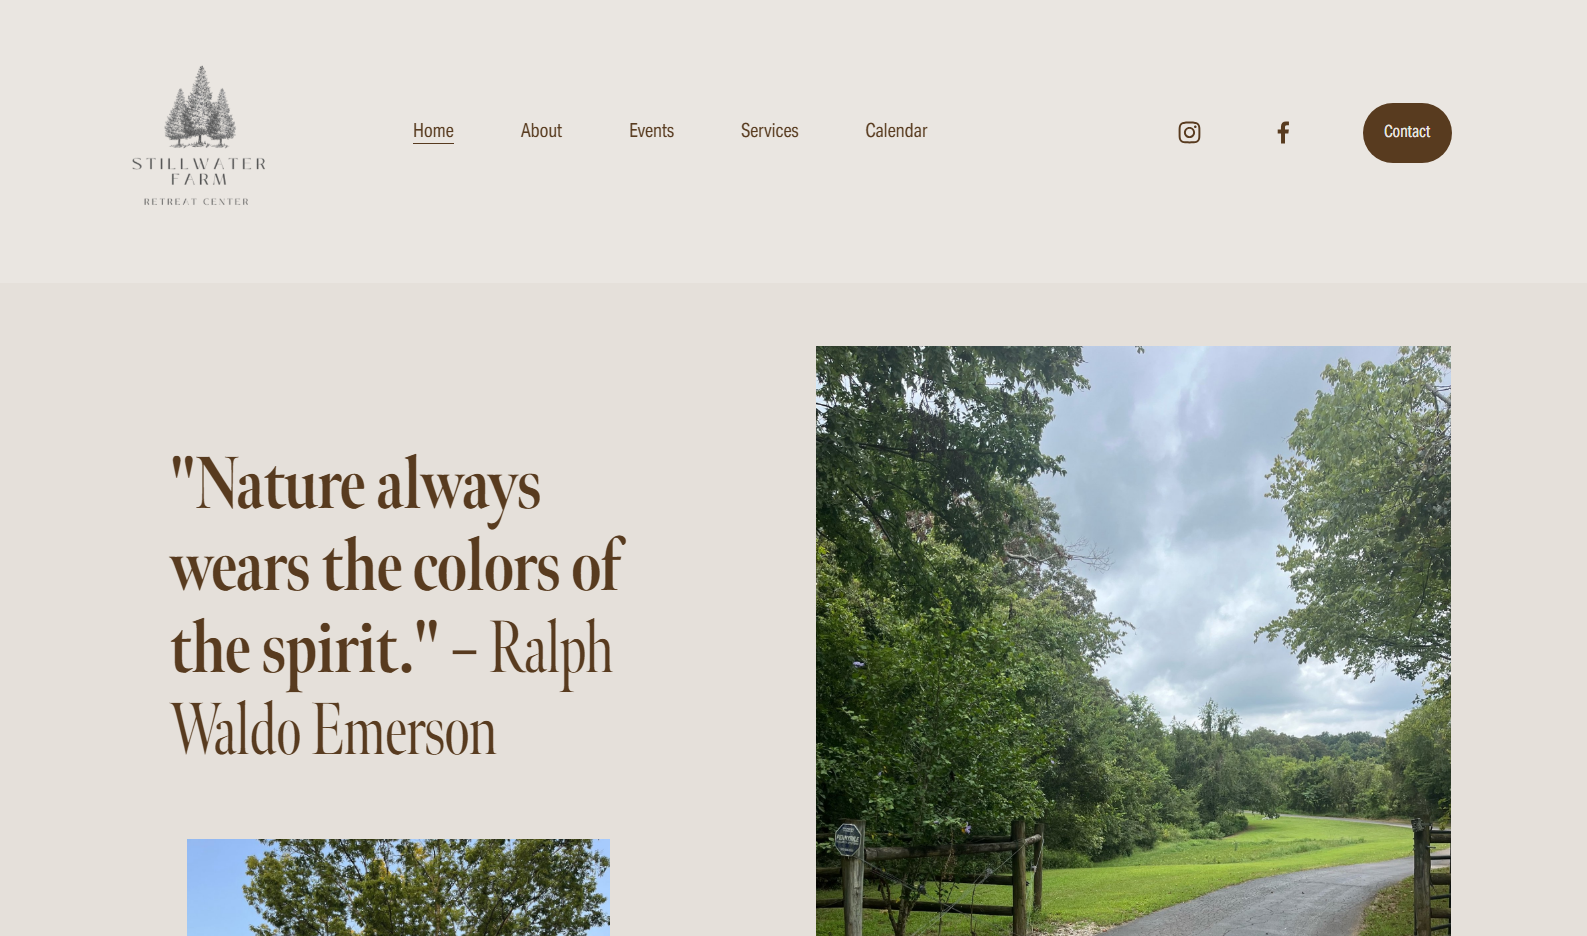 STILLWATER
FARM
RETREAT CENTER
Home About Events Services Calendar
Contact
"Nature always
wears the colors of
the spirit." – Ralph
Waldo Emerson